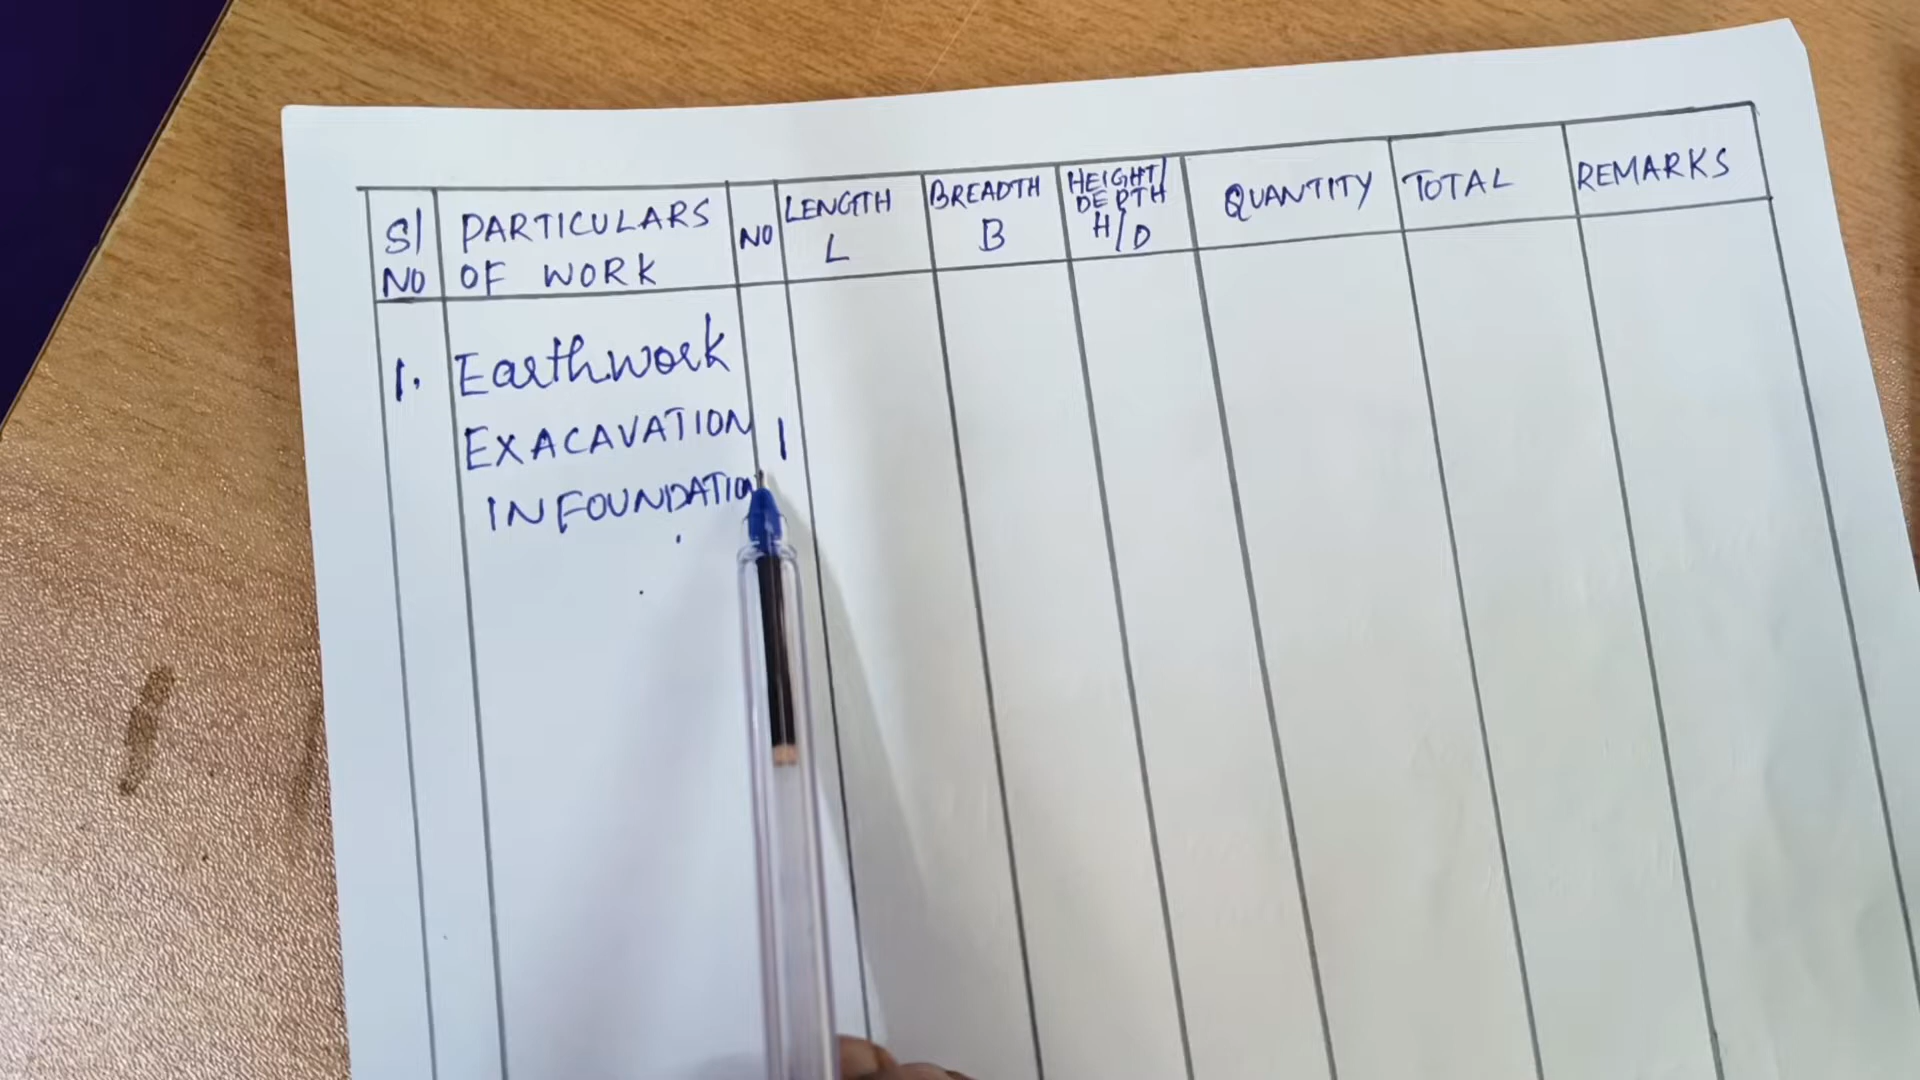 Sl NO
PARTICULARS OF WORK
NO
LENGTH L
BREADTH B
HEIGHT/ DEPTH H/D
QUANTITY
TOTAL
REMARKS
1. Earthwork
EXACAVATION 1
IN FOUNDATION